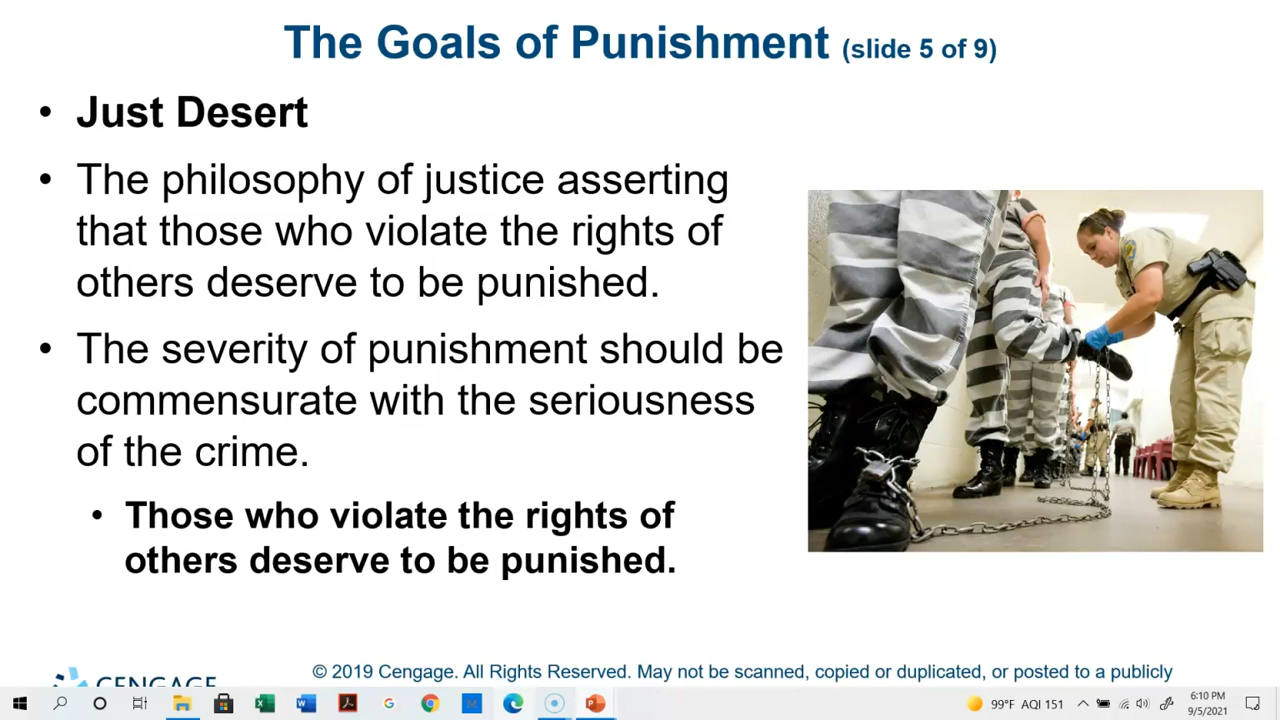 The Goals of Punishment (slide 5 of 9)
• Just Desert
• The philosophy of justice asserting
that those who violate the rights of
others deserve to be punished.
• The severity of punishment should be
commensurate with the seriousness
of the crime.
• Those who violate the rights of
others deserve to be punished.
CENGAGE
© 2019 Cengage. All Rights Reserved. May not be scanned, copied or duplicated, or posted to a publicly
99°F AQI 151
6:10 PM
9/5/2021